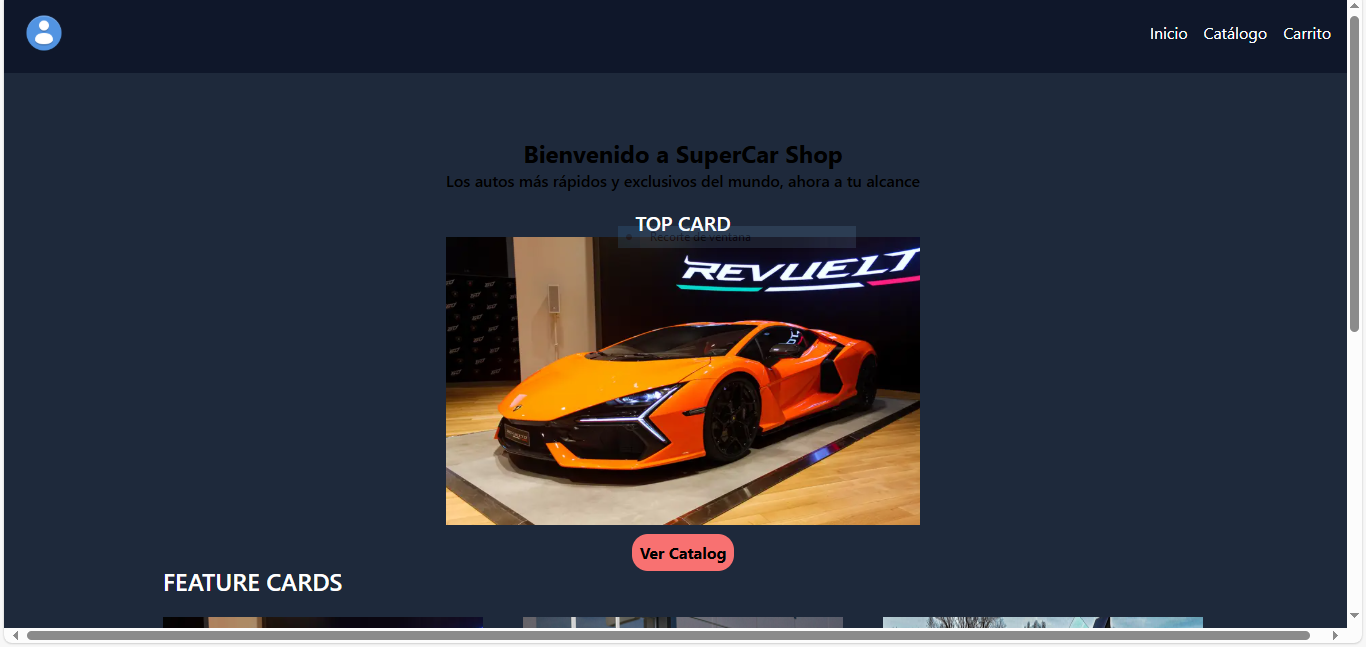 Inicio Catálogo Carrito
Bienvenido a SuperCar Shop
Los autos más rápidos y exclusivos del mundo, ahora a tu alcance
TOP CARD
Recorte de ventana
REVUELT
REVUELTO
Ver Catalog
FEATURE CARDS